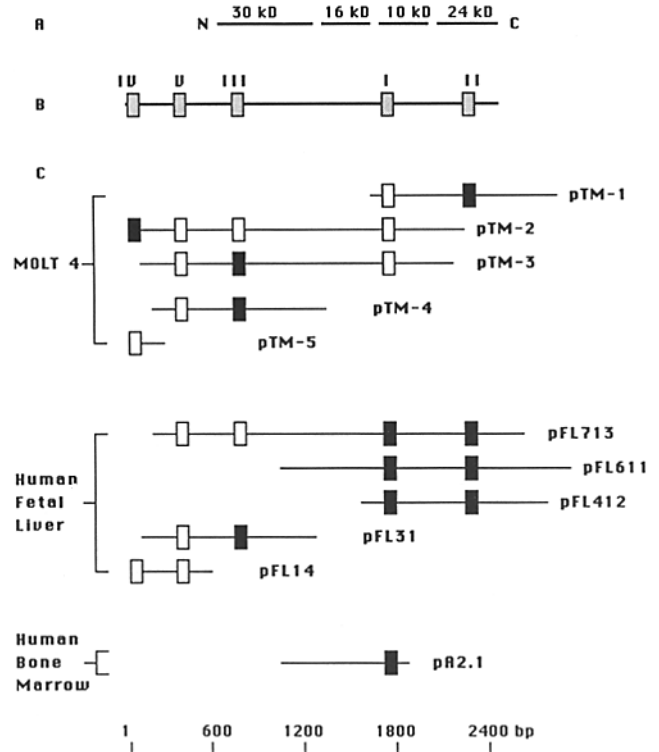 A N 30 kD 16 kD 10 kD 24 kD C
IV V III I II
B
C
pTM-1
pTM-2
MOLT 4 pTM-3
pTM-4
pTM-5
pFL713
pFL611
Human
Fetal pFL412
Liver
pFL31
pFL14
Human
Bone pA2.1
Marrow
1 600 1200 1800 2400 bp